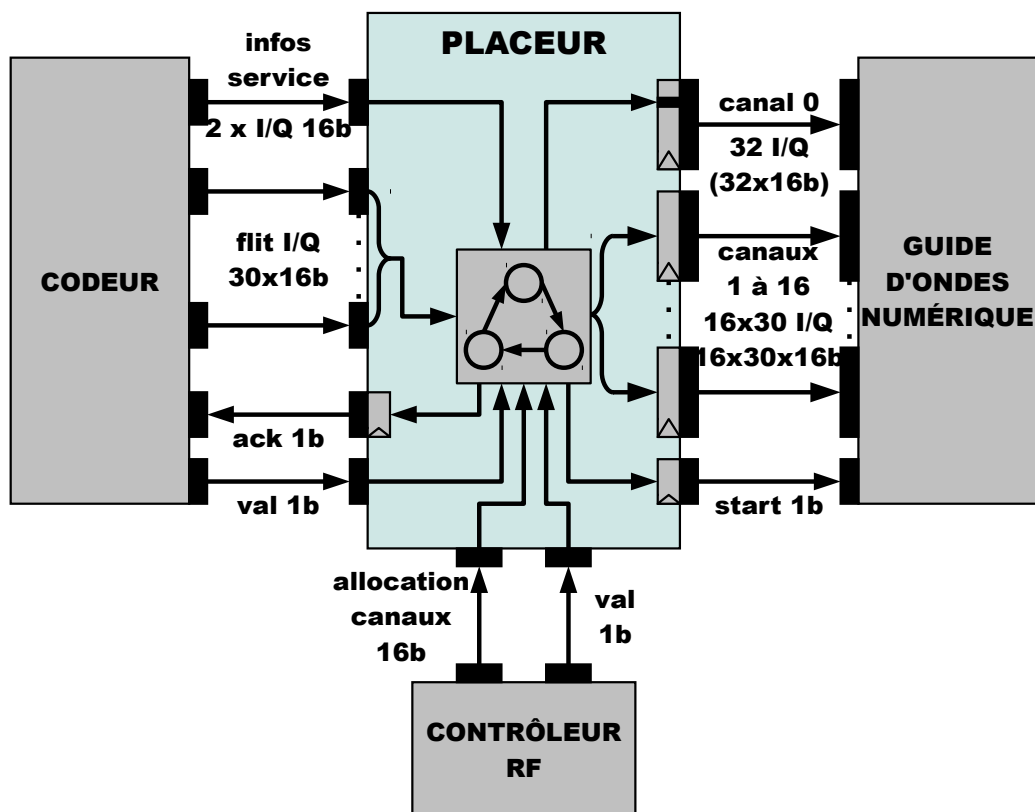 PLACEUR
infos
service
2 x I/Q 16b
flit I/Q
30x16b
CODEUR
ack 1b
val 1b
canal 0
32 I/Q
(32x16b)
canaux
1 à 16
16x30 I/Q
16x30x16b
start 1b
GUIDE
D'ONDES
NUMÉRIQUE
allocation
canaux
16b
val
1b
CONTRÔLEUR
RF